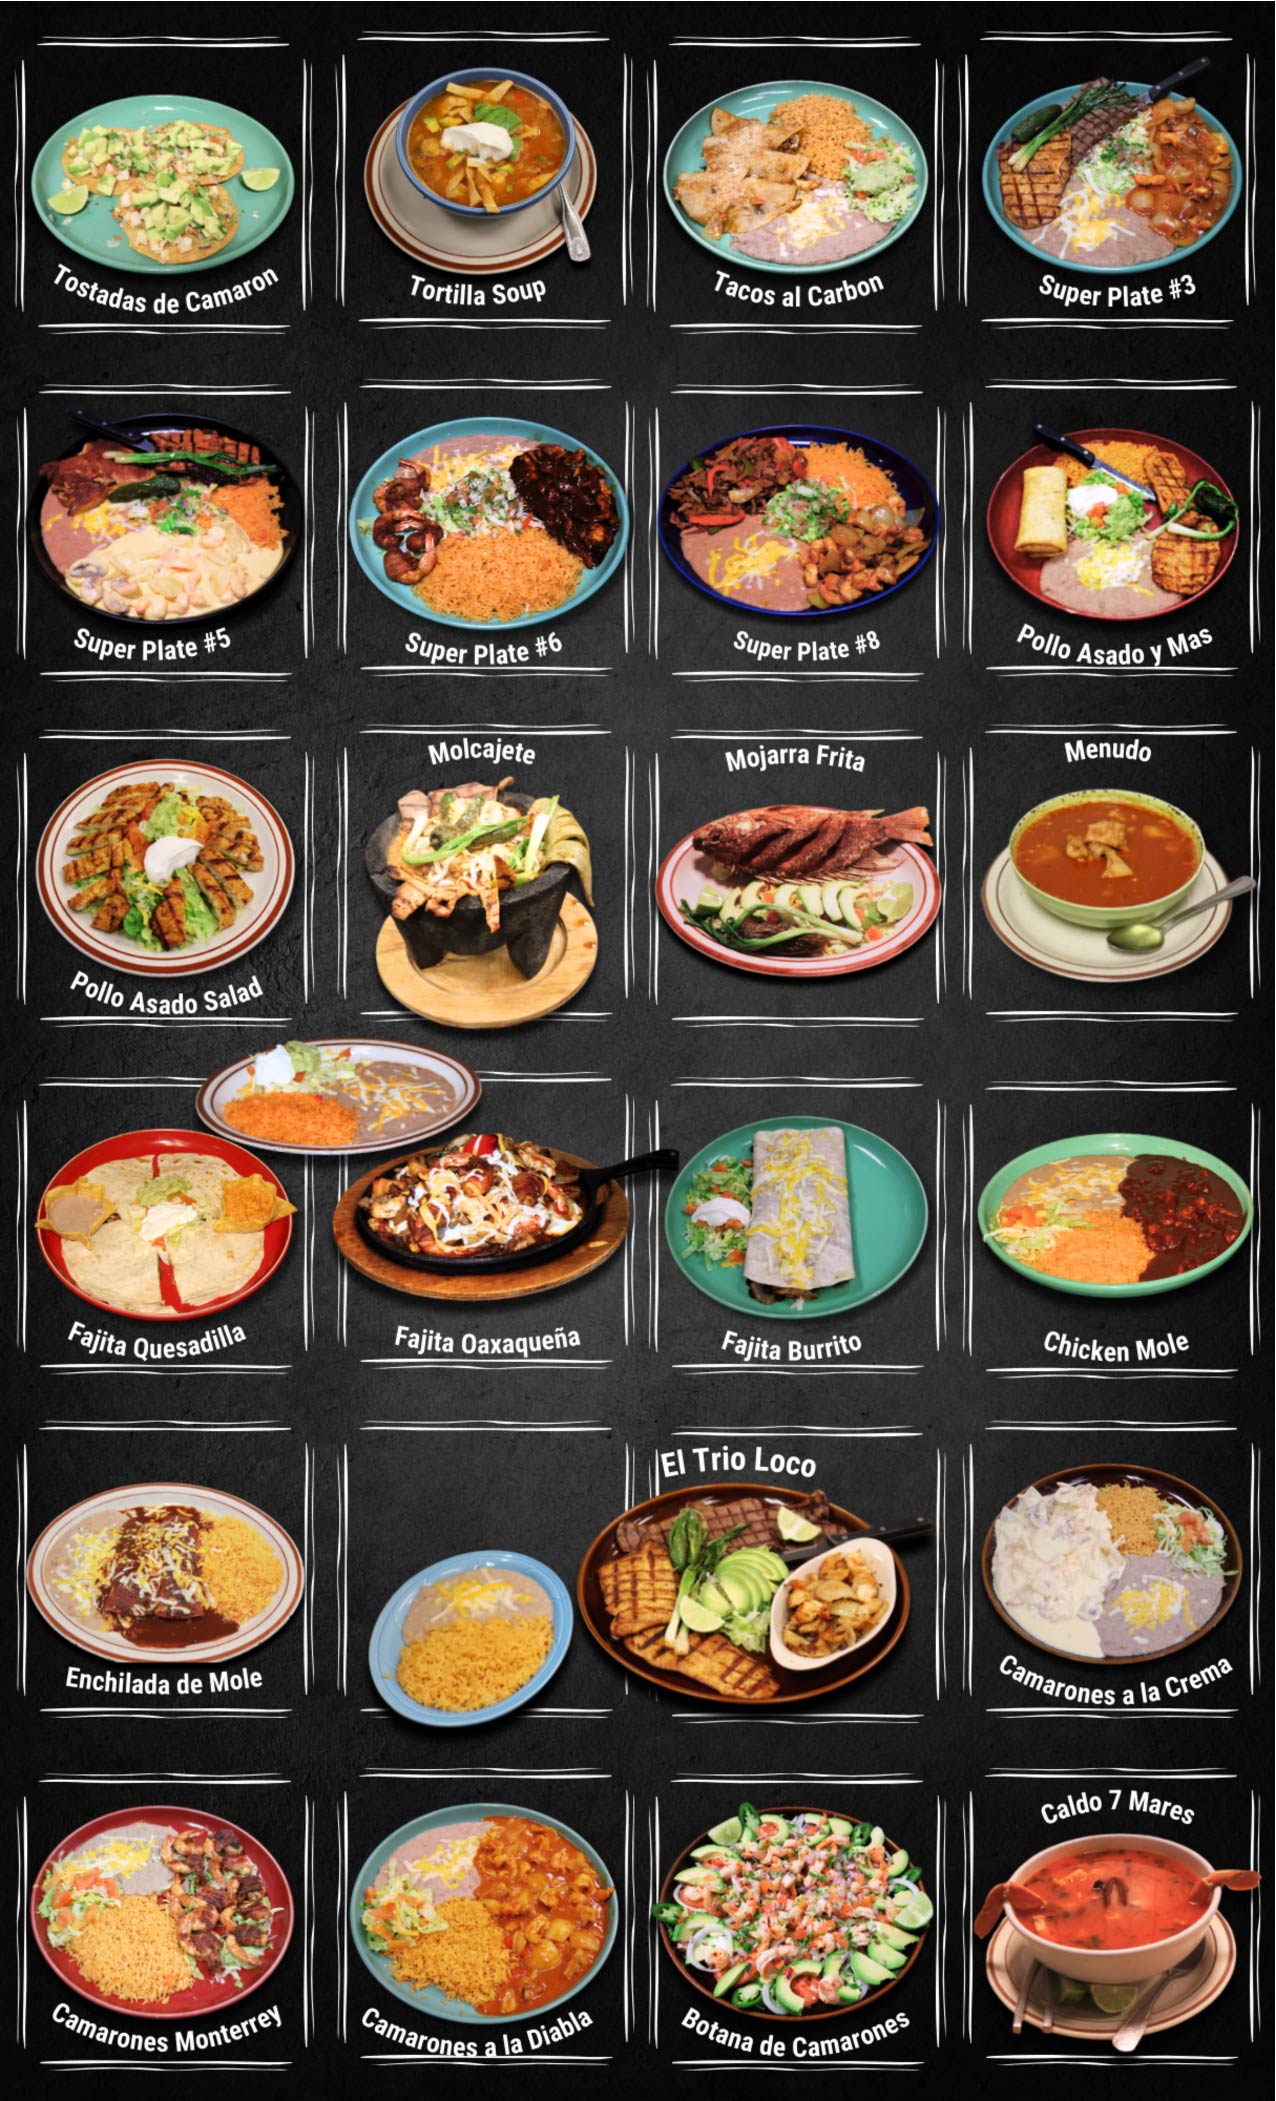 Tostadas de Camaron
Tortilla Soup
Tacos al Carbon
Super Plate #3
Super Plate #5
Super Plate #6
Super Plate #8
Pollo Asado y Mas
Pollo Asado Salad
Molcajete
Mojarra Frita
Menudo
Fajita Quesadilla
Fajita Oaxaqueña
Fajita Burrito
Chicken Mole
Enchilada de Mole
El Trio Loco
Camarones a la Crema
Camarones Monterrey
Camarones a la Diabla
Botana de Camarones
Caldo 7 Mares